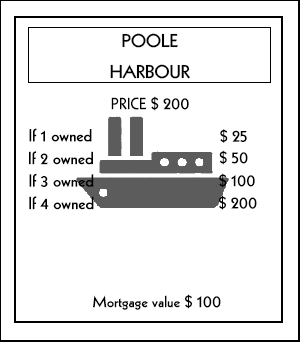 POOLE
HARBOUR
PRICE $ 200
If 1 owned $ 25
If 2 owned $ 50
If 3 owned $ 100
If 4 owned $ 200
Mortgage value $ 100